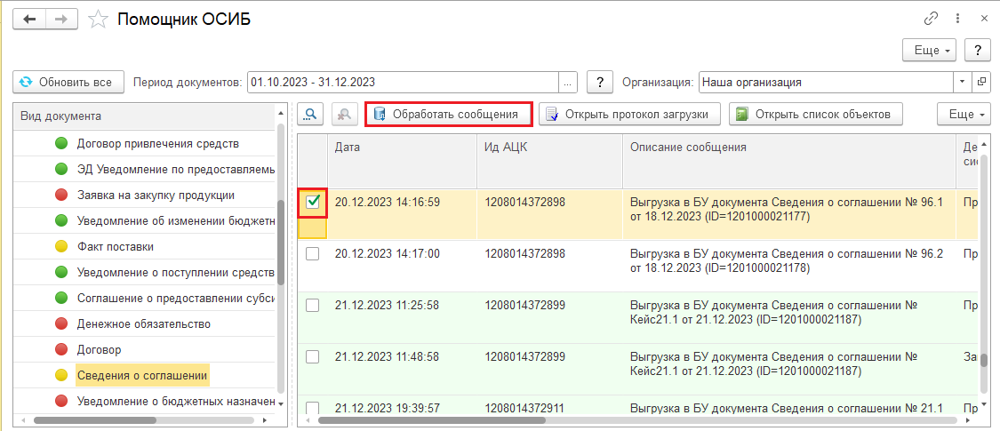 Помощник ОСИБ
Еще ?
Обновить все Период документов: 01.10.2023 - 31.12.2023 ... ? Организация: Наша организация
Вид документа
Договор привлечения средств
ЭД Уведомление по предоставляемы
Заявка на закупку продукции
Уведомление об изменении бюджетн
Факт поставки
Уведомление о поступлении средств
Соглашение о предоставлении субси
Денежное обязательство
Договор
Сведения о соглашении
Уведомление о бюджетных назначен
Обработать сообщения Открыть протокол загрузки Открыть список объектов Еще
Дата Ид АЦК Описание сообщения Де
сис
20.12.2023 14:16:59 1208014372898 Выгрузка в БУ документа Сведения о соглашении № 96.1 Пр
от 18.12.2023 (ID=1201000021177)
20.12.2023 14:17:00 1208014372898 Выгрузка в БУ документа Сведения о соглашении № 96.2 Пр
от 18.12.2023 (ID=1201000021178)
21.12.2023 11:25:58 1208014372899 Выгрузка в БУ документа Сведения о соглашении № Пр
Кейс21.1 от 21.12.2023 (ID=1201000021187)
21.12.2023 11:48:58 1208014372899 Выгрузка в БУ документа Сведения о соглашении № За
Кейс21.1 от 21.12.2023 (ID=1201000021187)
21.12.2023 19:39:57 1208014372911 Выгрузка в БУ документа Сведения о соглашении № 21.1 Пр